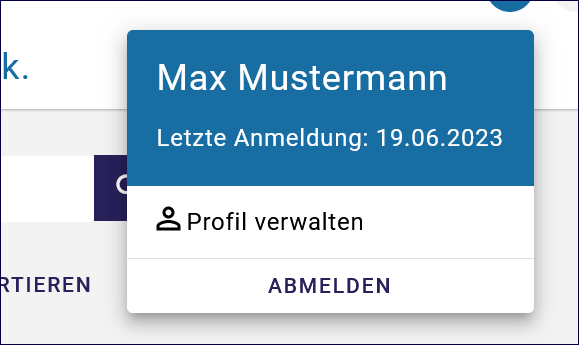 k.
Max Mustermann
Letzte Anmeldung: 19.06.2023
Profil verwalten
RTIEREN
ABMELDEN